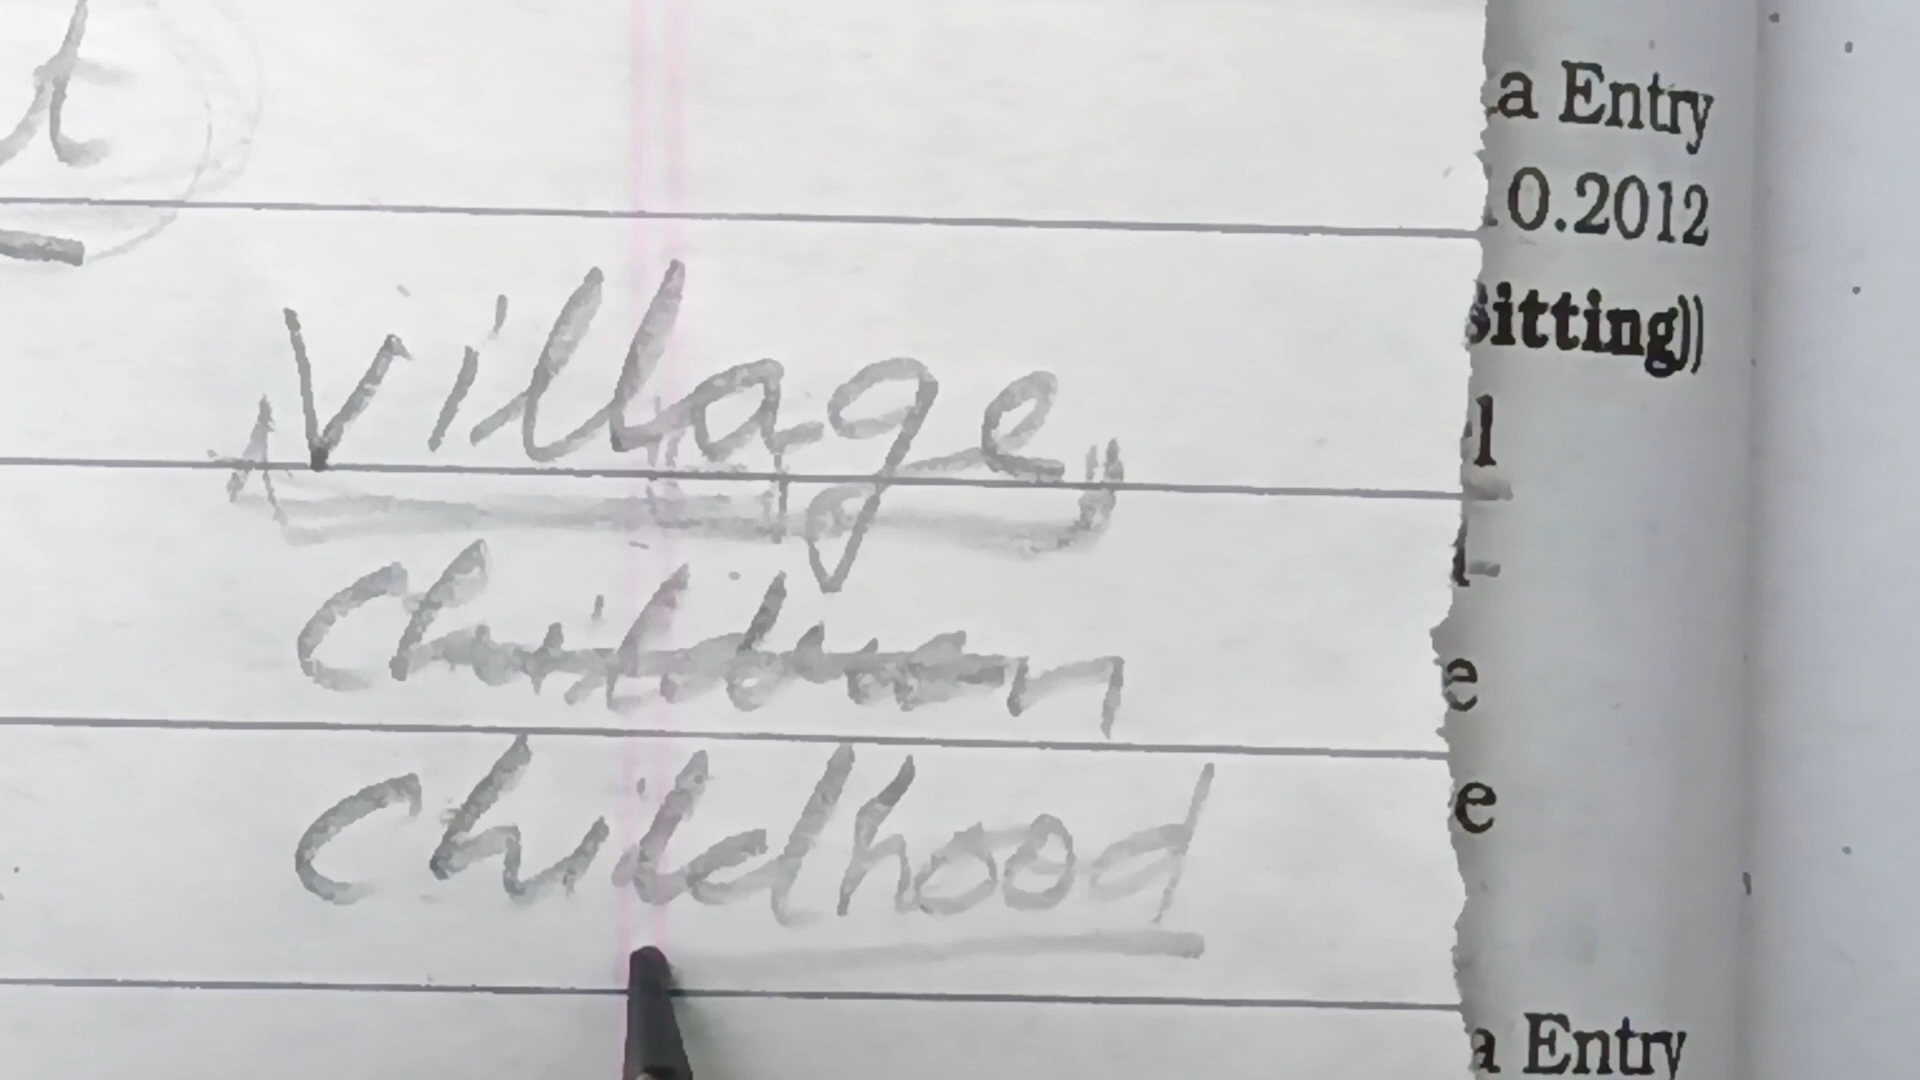 t
a Entry
0.2012
sitting))
l
Village
Children
e
Childhood
e
a Entry